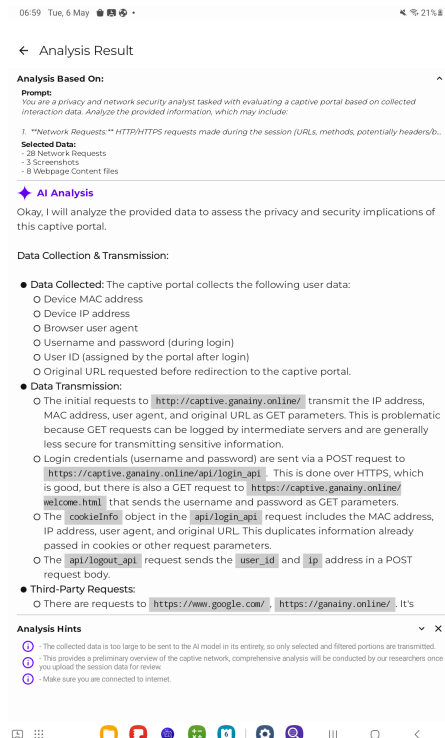 06:59 Tue, 6 May
21%
← Analysis Result
Analysis Based On:
Prompt:
You are a privacy and network security analyst tasked with evaluating a captive portal based on collected
interaction data. Analyze the provided information, which may include:
1. **Network Requests:** HTTP/HTTPS requests made during the session (URLs, methods, potentially headers/b...
Selected Data:
- 28 Network Requests
- 3 Screenshots
- 8 Webpage Content files
AI Analysis
Okay, I will analyze the provided data to assess the privacy and security implications of
this captive portal.
Data Collection & Transmission:
● Data Collected: The captive portal collects the following user data:
○ Device MAC address
○ Device IP address
○ Browser user agent
○ Username and password (during login)
○ User ID (assigned by the portal after login)
○ Original URL requested before redirection to the captive portal.
● Data Transmission:
○ The initial requests to http://captive.ganainy.online/ transmit the IP address,
MAC address, user agent, and original URL as GET parameters. This is problematic
because GET requests can be logged by intermediate servers and are generally
less secure for transmitting sensitive information.
○ Login credentials (username and password) are sent via a POST request to
https://captive.ganainy.online/api/login_api . This is done over HTTPS, which
is good, but there is also a GET request to https://captive.ganainy.online/
welcome.html that sends the username and password as GET parameters.
○ The cookieInfo object in the api/login_api request includes the MAC address,
IP address, user agent, and original URL. This duplicates information already
passed in cookies or other request parameters.
○ The api/logout_api request sends the user_id and ip address in a POST
request body.
● Third-Party Requests:
○ There are requests to https://www.google.com/ , https://ganainy.online/ . It's
Analysis Hints
- The collected data is too large to be sent to the AI model in its entirety, so only selected and filtered portions are transmitted.
- This provides a preliminary overview of the captive network, comprehensive analysis will be conducted by our researchers once
you upload the session data for review.
- Make sure you are connected to internet.
6